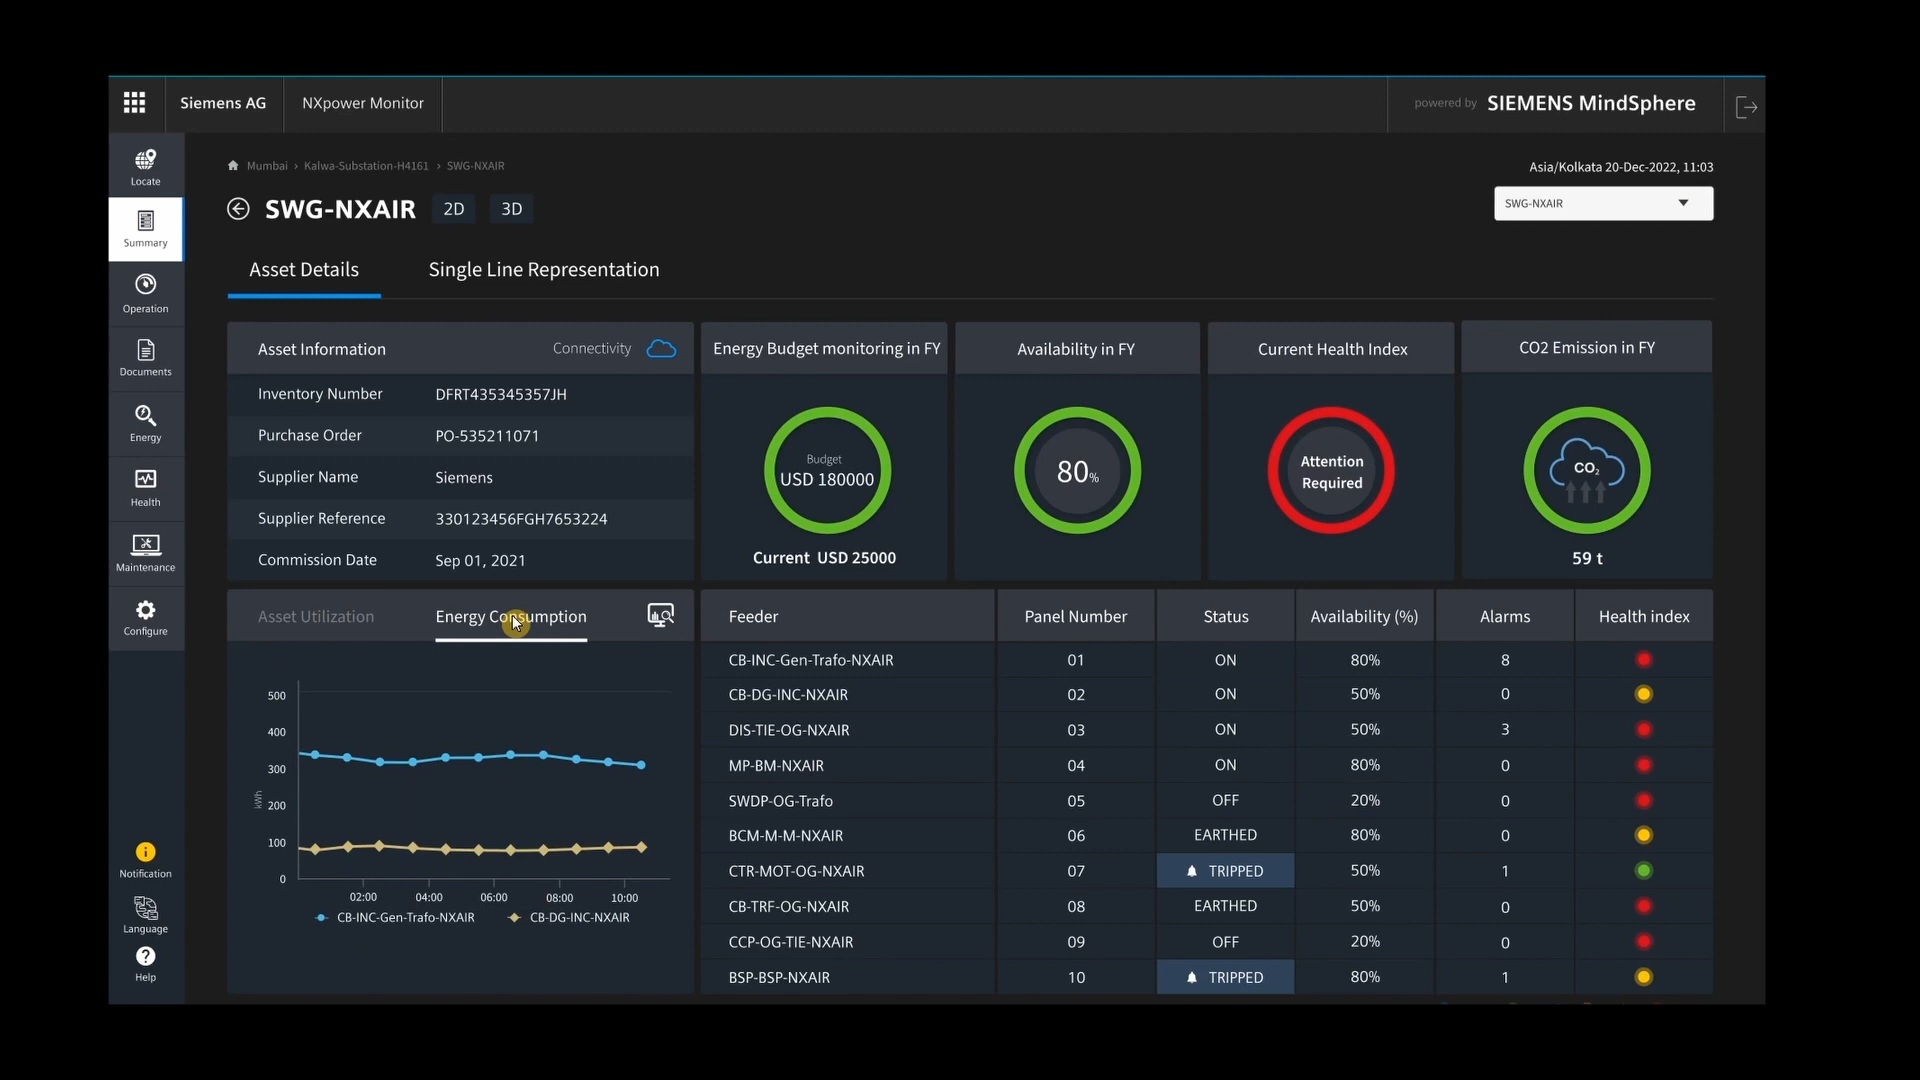 Siemens AG
NXpower Monitor
powered by SIEMENS MindSphere
Locate
Summary
Operation
Documents
Energy
Health
Maintenance
Configure
Notification
Language
Help
Mumbai › Kalwa-Substation-H4161 › SWG-NXAIR
Asia/Kolkata 20-Dec-2022, 11:03
SWG-NXAIR 2D 3D
SWG-NXAIR
Asset Details Single Line Representation
Asset Information Connectivity
Inventory Number DFRT435345357JH
Purchase Order PO-535211071
Supplier Name Siemens
Supplier Reference 330123456FGH7653224
Commission Date Sep 01, 2021
Energy Budget monitoring in FY
Budget
USD 180000
Current USD 25000
Availability in FY
80%
Current Health Index
Attention
Required
CO2 Emission in FY
CO₂
59 t
Asset Utilization Energy Consumption
500
400
300
200
100
0
kWh
02:00 04:00 06:00 08:00 10:00
CB-INC-Gen-Trafo-NXAIR CB-DG-INC-NXAIR
Feeder Panel Number Status Availability (%) Alarms Health index
CB-INC-Gen-Trafo-NXAIR 01 ON 80% 8
CB-DG-INC-NXAIR 02 ON 50% 0
DIS-TIE-OG-NXAIR 03 ON 50% 3
MP-BM-NXAIR 04 ON 80% 0
SWDP-OG-Trafo 05 OFF 20% 0
BCM-M-M-NXAIR 06 EARTHED 80% 0
CTR-MOT-OG-NXAIR 07 TRIPPED 50% 1
CB-TRF-OG-NXAIR 08 EARTHED 50% 0
CCP-OG-TIE-NXAIR 09 OFF 20% 0
BSP-BSP-NXAIR 10 TRIPPED 80% 1